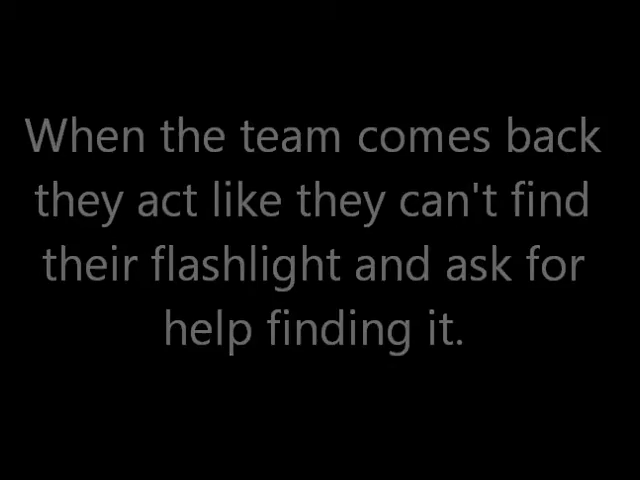 When the team comes back
they act like they can't find
their flashlight and ask for
help finding it.